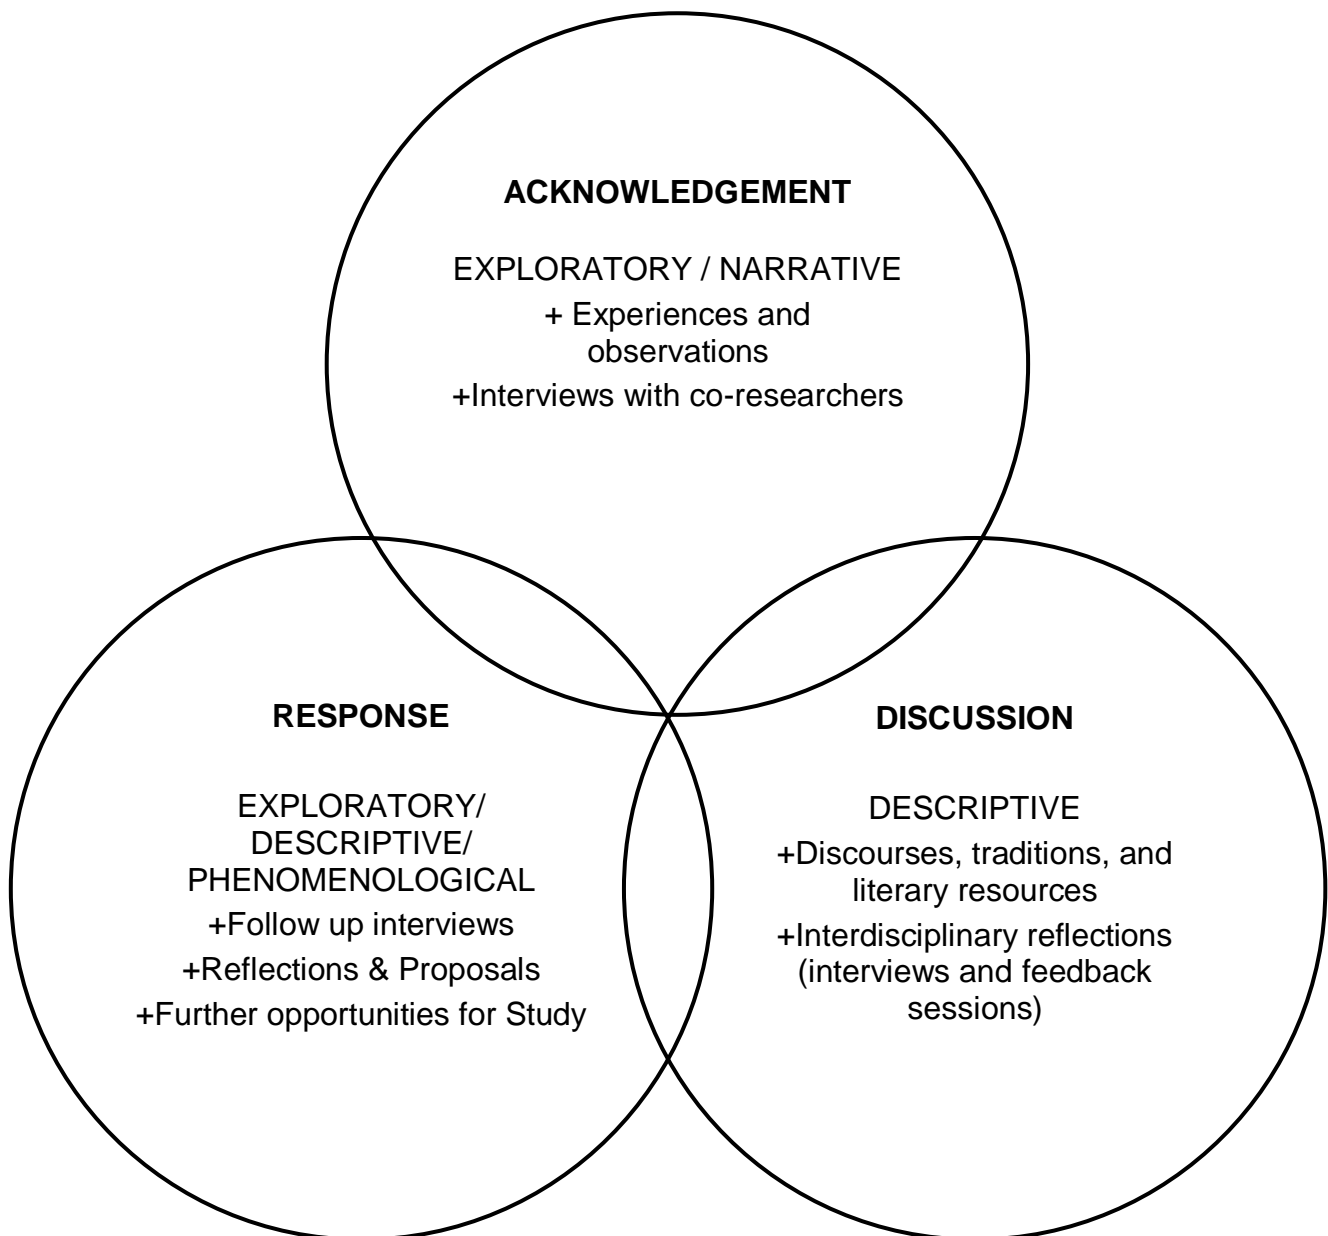 ACKNOWLEDGEMENT
EXPLORATORY / NARRATIVE
+ Experiences and
observations
+Interviews with co-researchers
RESPONSE
EXPLORATORY/
DESCRIPTIVE/
PHENOMENOLOGICAL
+Follow up interviews
+Reflections & Proposals
+Further opportunities for Study
DISCUSSION
DESCRIPTIVE
+Discourses, traditions, and
literary resources
+Interdisciplinary reflections
(interviews and feedback
sessions)